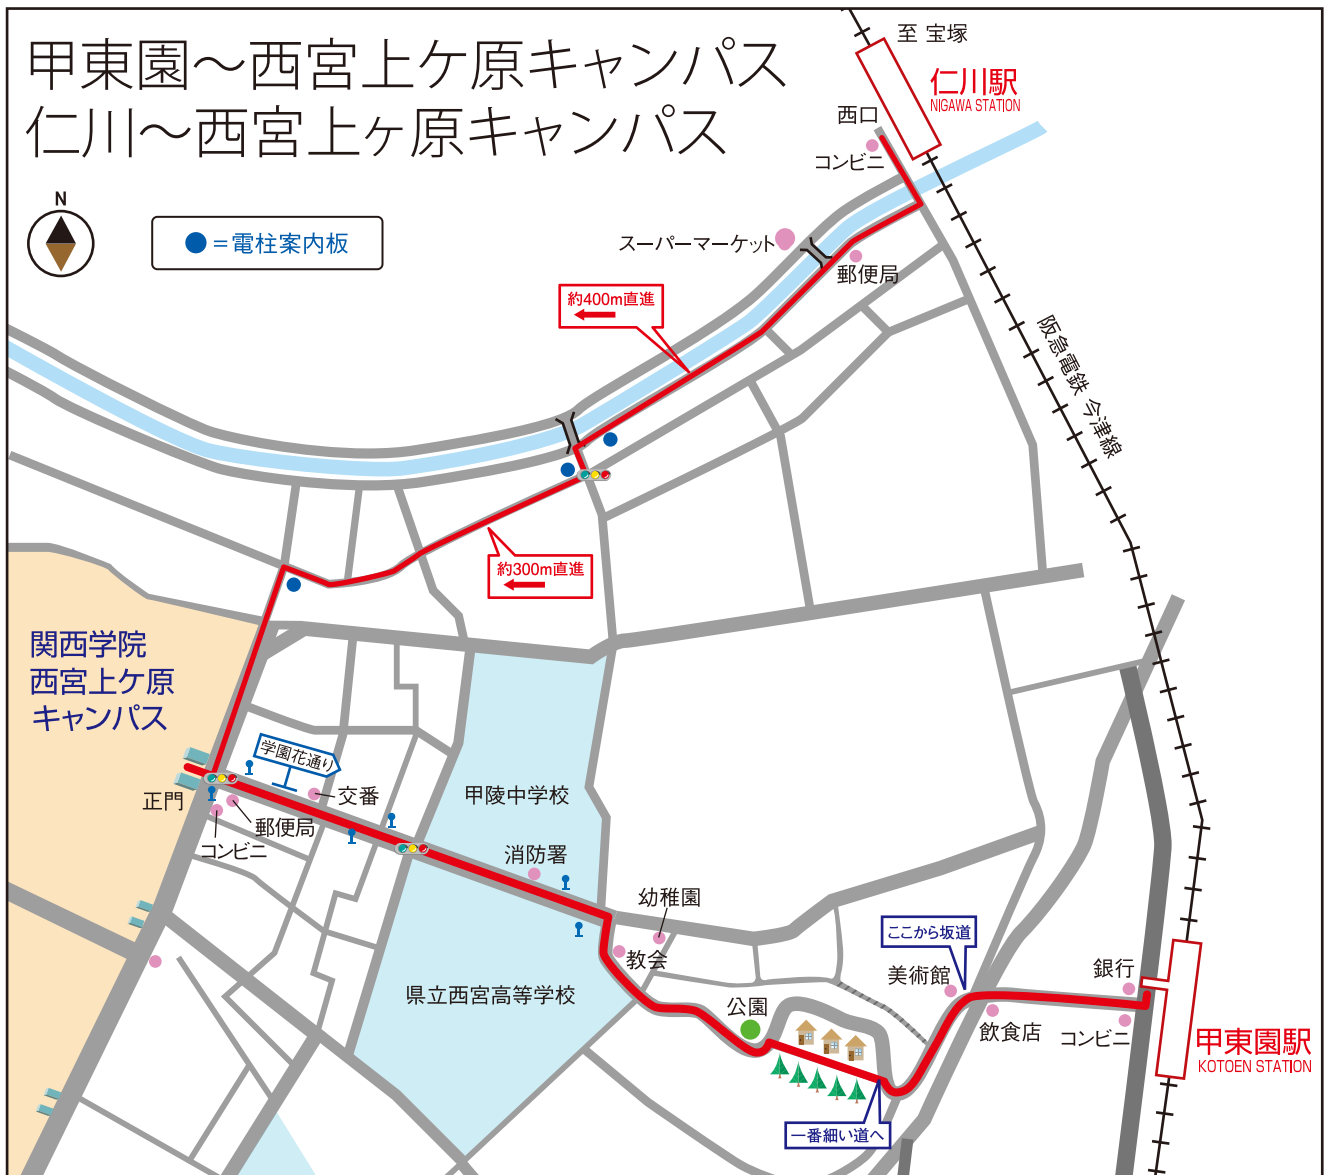 甲東園～西宮上ケ原キャンパス
仁川～西宮上ヶ原キャンパス
N
=電柱案内板
至 宝塚
仁川駅
NIGAWA STATION
西口
コンビニ
スーパーマーケット
郵便局
約400m直進
阪急電鉄 今津線
約300m直進
関西学院
西宮上ケ原
キャンパス
学園花通り
正門
交番
郵便局
コンビニ
甲陵中学校
消防署
幼稚園
教会
県立西宮高等学校
公園
ここから坂道
美術館
銀行
飲食店
コンビニ
甲東園駅
KOTOEN STATION
一番細い道へ